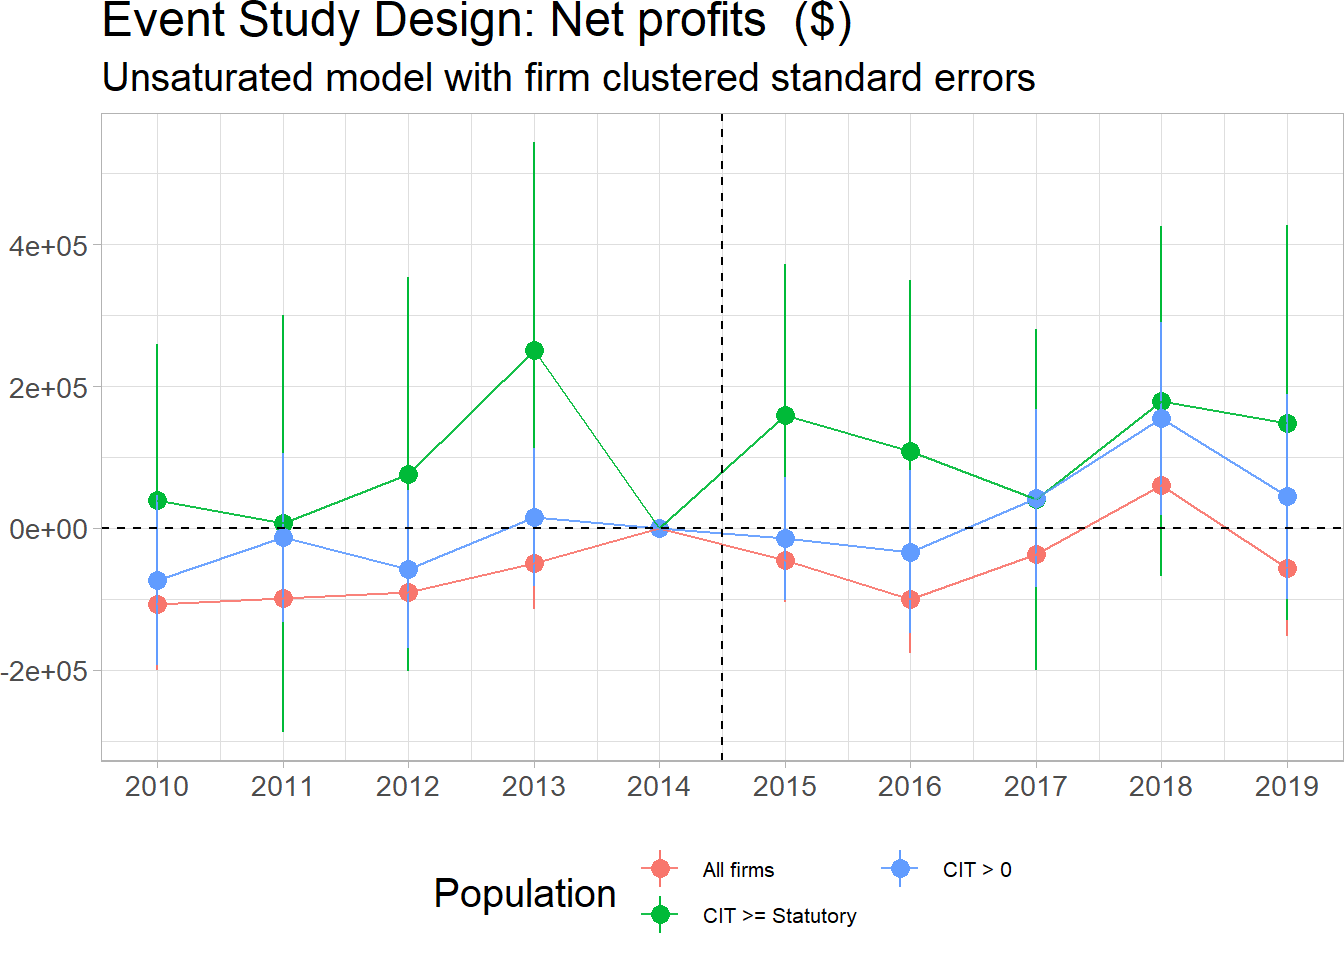 Event Study Design: Net profits  ($)
Unsaturated model with firm clustered standard errors
4e+05
2e+05
0e+00
-2e+05
2010 2011 2012 2013 2014 2015 2016 2017 2018 2019
Population
All firms
CIT > 0
CIT >= Statutory